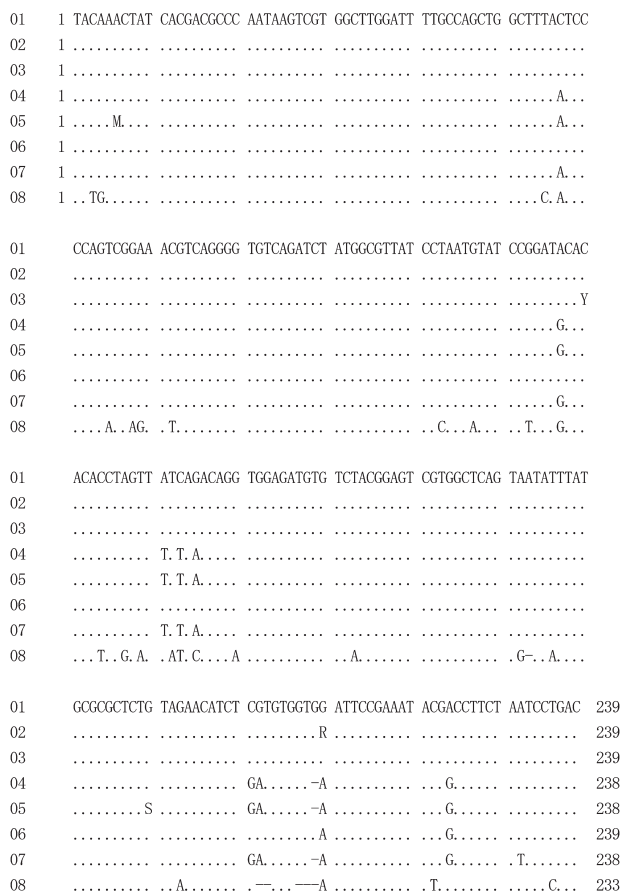 01 1 TACAAACTAT CACGACGCCC AATAAGTCGT GGCTTGGATT TTGCCAGCTG GCTTTACTCC
02 1 .......... .......... .......... .......... .......... ..........
03 1 .......... .......... .......... .......... .......... ..........
04 1 .......... .......... .......... .......... .......... ......A...
05 1 .....M.... .......... .......... .......... .......... ......A...
06 1 .......... .......... .......... .......... .......... ..........
07 1 .......... .......... .......... .......... .......... ......A...
08 1 ..TG...... .......... .......... .......... .......... ....C.A...
01 CCAGTCGGAA ACGTCAGGGG TGTCAGATCT ATGGCGTTAT CCTAATGTAT CCGGATACAC
02 .......... .......... .......... .......... .......... ..........
03 .......... .......... .......... .......... .......... .........Y
04 .......... .......... .......... .......... .......... ......G...
05 .......... .......... .......... .......... .......... ......G...
06 .......... .......... .......... .......... .......... ..........
07 .......... .......... .......... .......... .......... ......G...
08 ....A..AG. .T........ .......... .......... ..C...A... ..T...G...
01 ACACCTAGTT ATCAGACAGG TGGAGATGTG TCTACGGAGT CGTGGCTCAG TAATATTTAT
02 .......... .......... .......... .......... .......... ..........
03 .......... .......... .......... .......... .......... ..........
04 .......... T.T.A..... .......... .......... .......... ..........
05 .......... T.T.A..... .......... .......... .......... ..........
06 .......... .......... .......... .......... .......... ..........
07 .......... T.T.A..... .......... .......... .......... ..........
08 ...T..G.A. .AT.C....A .......... ..A....... .......... .G-..A....
01 GCGCGCTCTG TAGAACATCT CGTGTGGTGG ATTCCGAAAT ACGACCTTCT AATCCTGAC 239
02 .......... .......... .........R .......... .......... ......... 239
03 .......... .......... .......... .......... .......... ......... 239
04 .......... .......... GA......-A .......... ...G...... ......... 238
05 .........S .......... GA......-A .......... ...G...... ......... 238
06 .......... .......... .........A .......... ...G...... ......... 239
07 .......... .......... GA......-A .......... ...G...... .T....... 238
08 .......... ..A....... .--...---A .......... .T........ .....C... 233